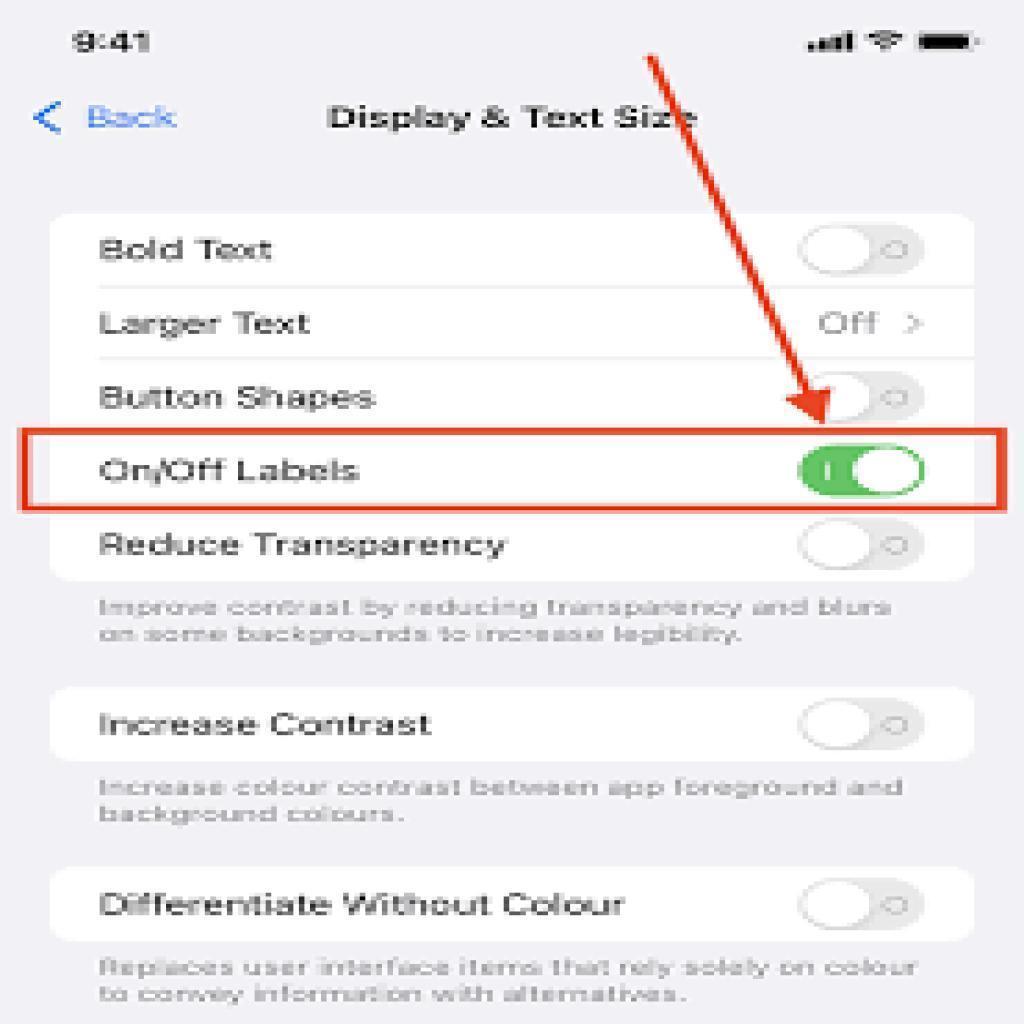 9:41
Back
Display & Text Size
Bold Text
Larger Text Off
Button Shapes
On/Off Labels
Reduce Transparency
Improve contrast by reducing transparency and blurs
on some backgrounds to increase legibility.
Increase Contrast
Increase colour contrast between app foreground and
background colours.
Differentiate Without Colour
Replaces user interface items that rely solely on colour
to convey information with alternatives.